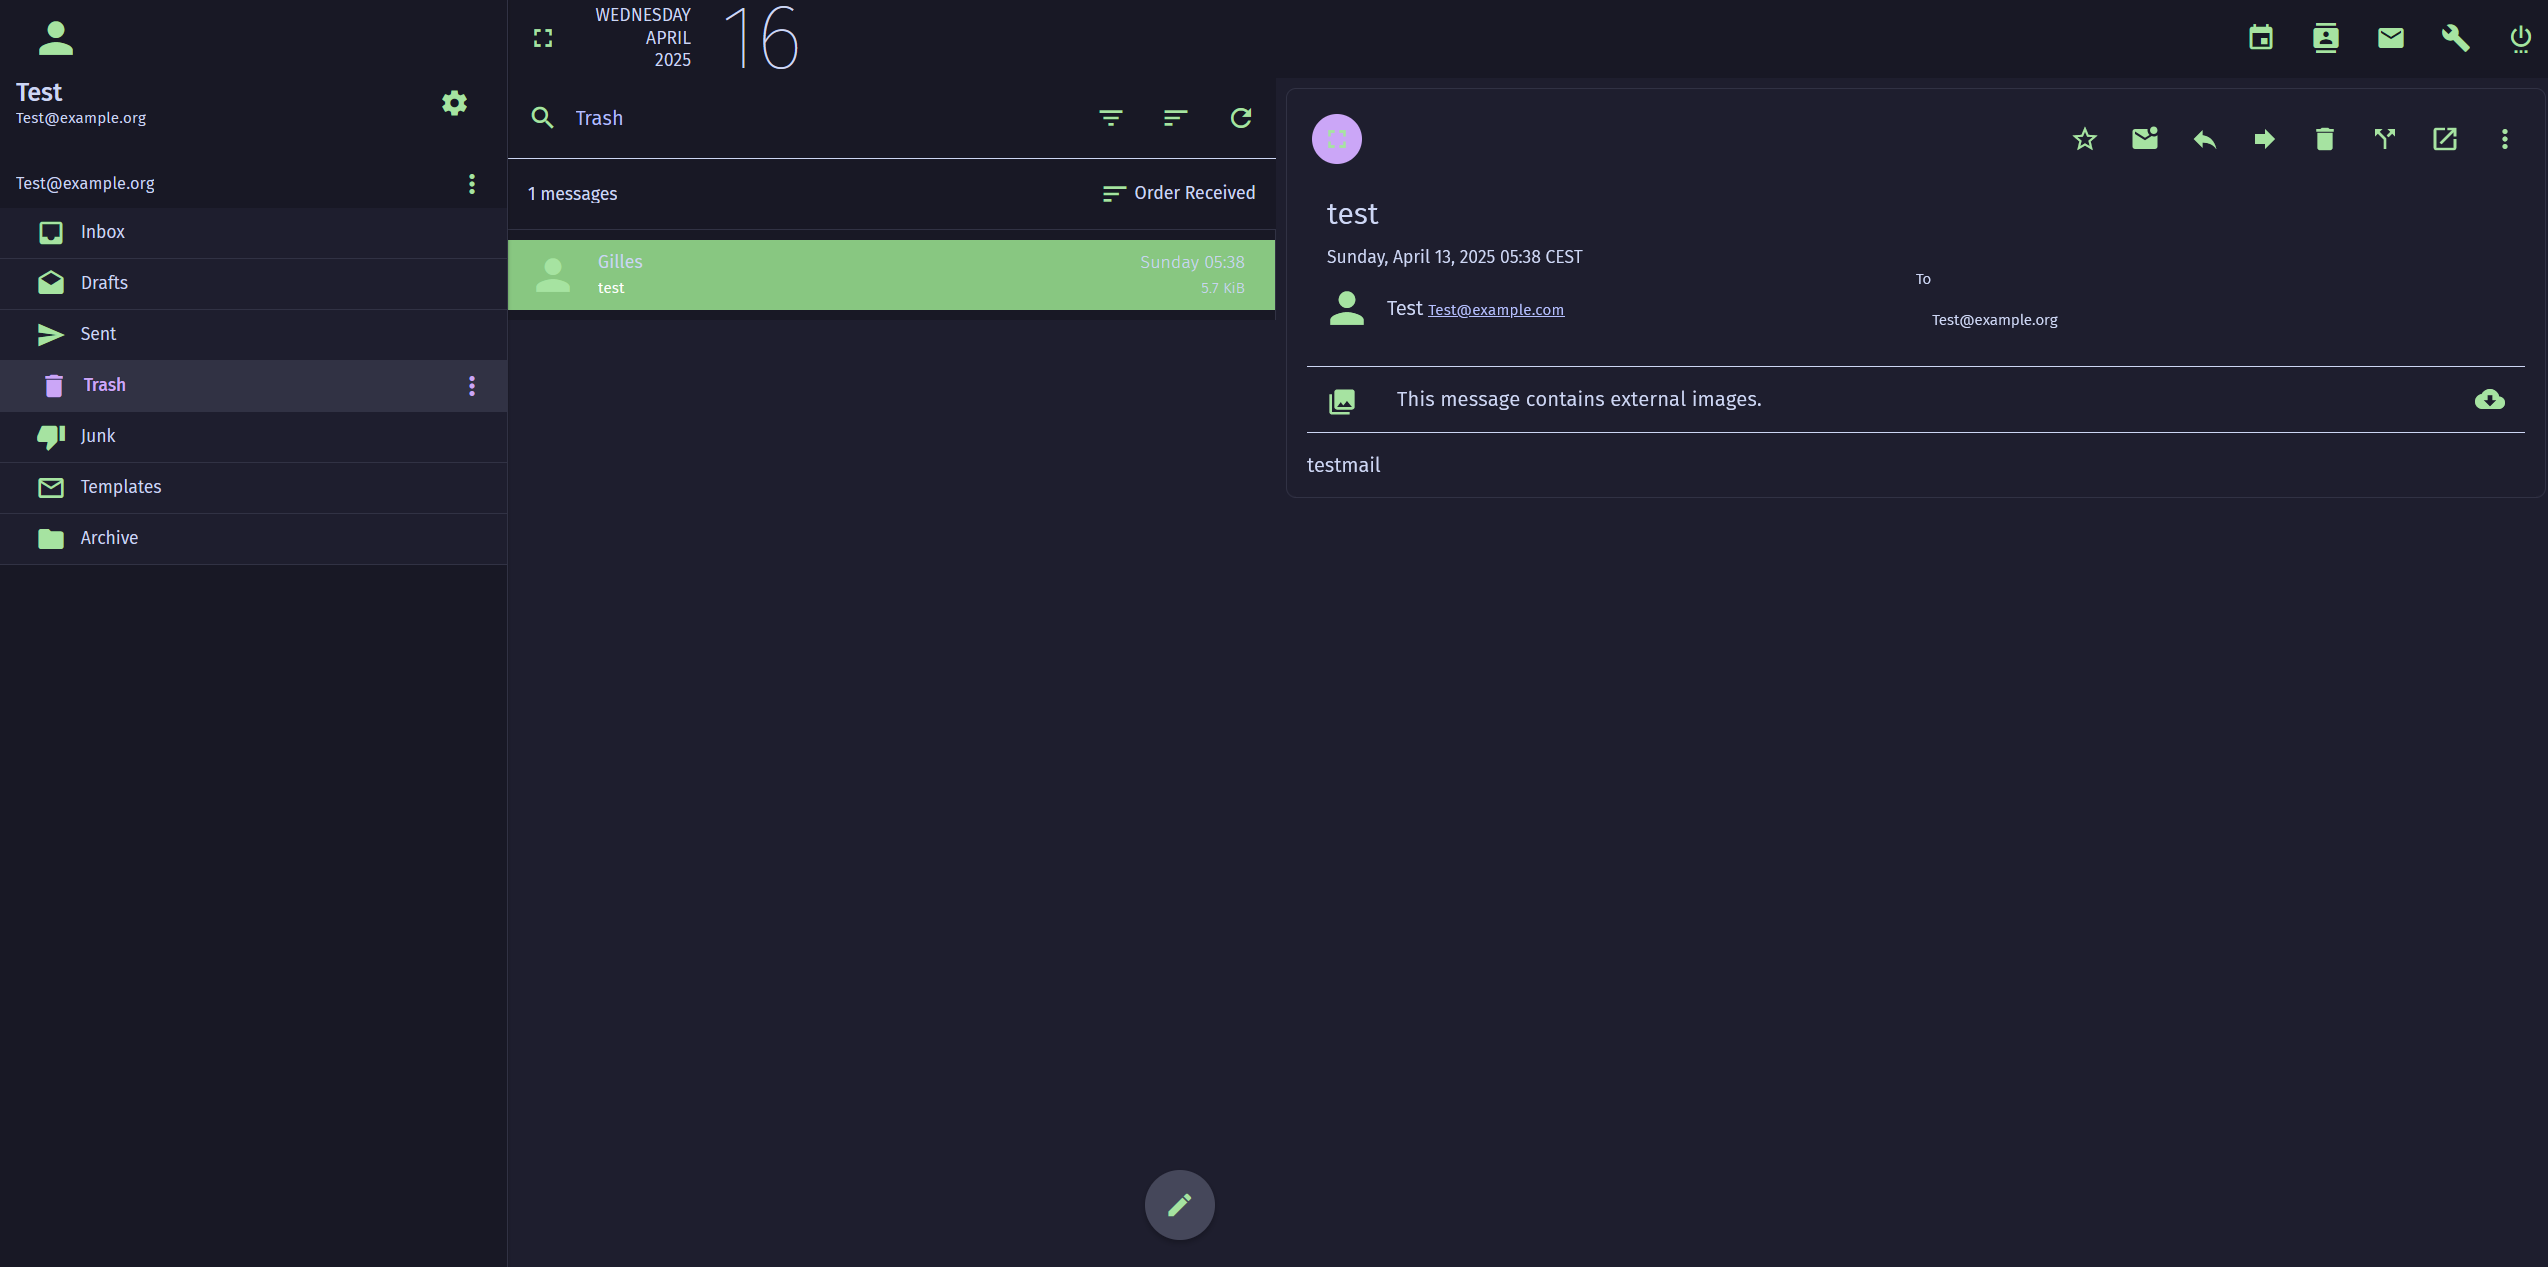 Test
Test@example.org
Test@example.org
Inbox
Drafts
Sent
Trash
Junk
Templates
Archive
WEDNESDAY
APRIL
2025
16
Trash
1 messages
Order Received
Gilles
Sunday 05:38
test
5.7 KiB
test
Sunday, April 13, 2025 05:38 CEST
To
Test Test@example.com
Test@example.org
This message contains external images.
testmail